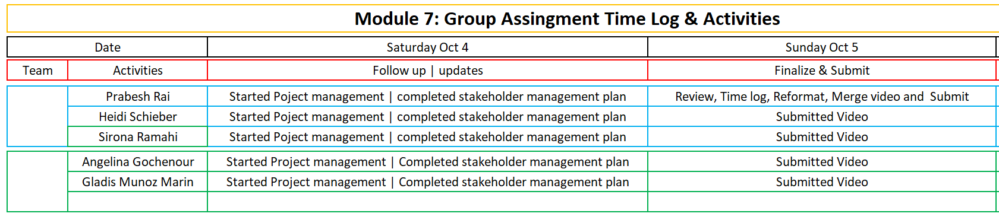 Module 7: Group Assingment Time Log & Activities
Date Saturday Oct 4 Sunday Oct 5
Team Activities Follow up | updates Finalize & Submit
Prabesh Rai Started Poject management | completed stakeholder management plan Review, Time log, Reformat, Merge video and  Submit
Heidi Schieber Started Poject management | completed stakeholder management plan Submitted Video
Sirona Ramahi Started Poject management | completed stakeholder management plan Submitted Video
Angelina Gochenour Started Project management | Completed stakeholder management plan Submitted Video
Gladis Munoz Marin Started Project management | Completed stakeholder management plan Submitted Video